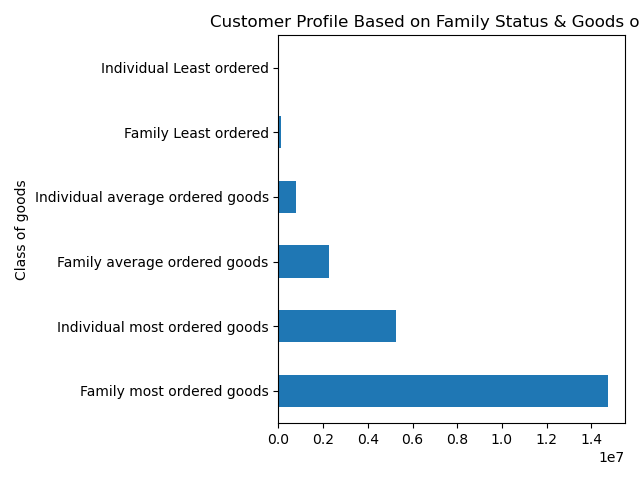 Customer Profile Based on Family Status & Goods o
Individual Least ordered
Family Least ordered
Individual average ordered goods
Family average ordered goods
Individual most ordered goods
Family most ordered goods
Class of goods
0.0 0.2 0.4 0.6 0.8 1.0 1.2 1.4
1e7